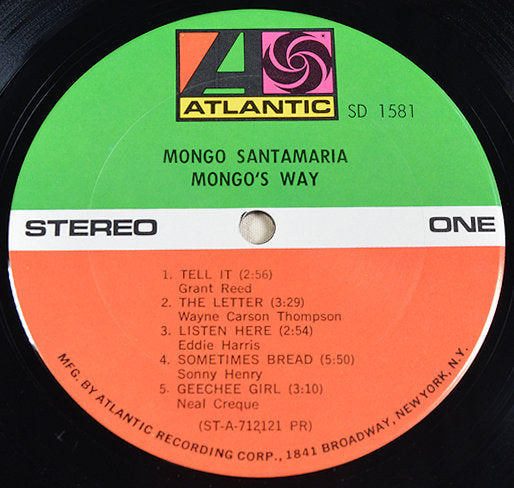 ATLANTIC
SD 1581
MONGO SANTAMARIA
MONGO'S WAY
STEREO
ONE
1. TELL IT (2:56)
Grant Reed
2. THE LETTER (3:29)
Wayne Carson Thompson
3. LISTEN HERE (2:54)
Eddie Harris
4. SOMETIMES BREAD (5:50)
Sonny Henry
5. GEECHEE GIRL (3:10)
Neal Creque
(ST-A-712121 PR)
MFG. BY ATLANTIC RECORDING CORP., 1841 BROADWAY, NEW YORK, N.Y.